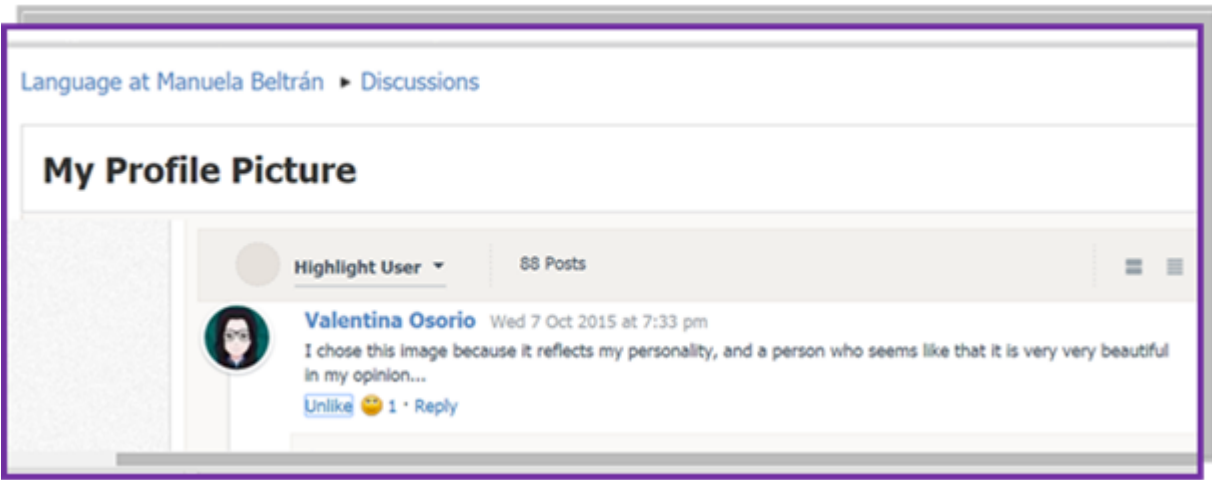 Language at Manuela Beltrán ▸ Discussions
My Profile Picture
Highlight User 88 Posts
Valentina Osorio Wed 7 Oct 2015 at 7:33 pm
I chose this image because it reflects my personality, and a person who seems like that it is very very beautiful
in my opinion...
Unlike 1 · Reply